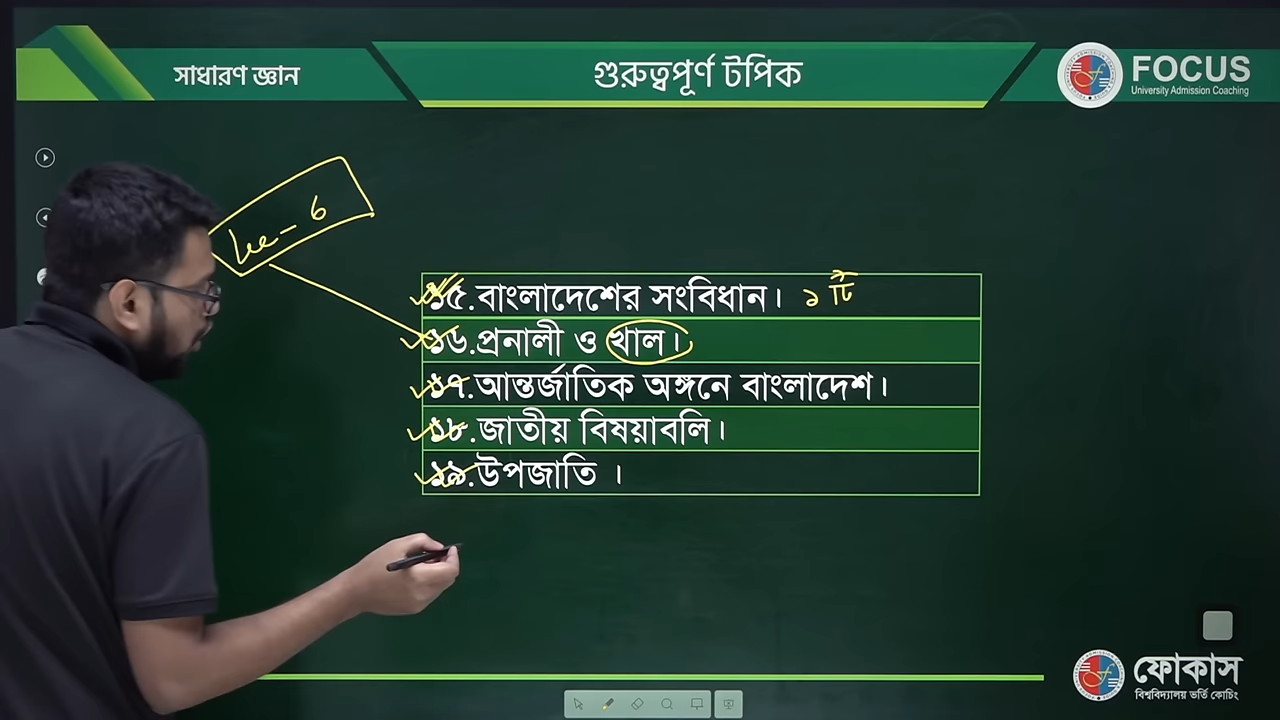 সাধারণ জ্ঞান
গুরুত্বপূর্ণ টপিক
FOCUS
University Admission Coaching
১৫.বাংলাদেশের সংবিধান। ১ টি
১৬.প্রনালী ও খাল।
১৭.আন্তর্জাতিক অঙ্গনে বাংলাদেশ।
১৮.জাতীয় বিষয়াবলি।
১৯.উপজাতি ।
ফোকাস
বিশ্ববিদ্যালয় ভর্তি কোচিং